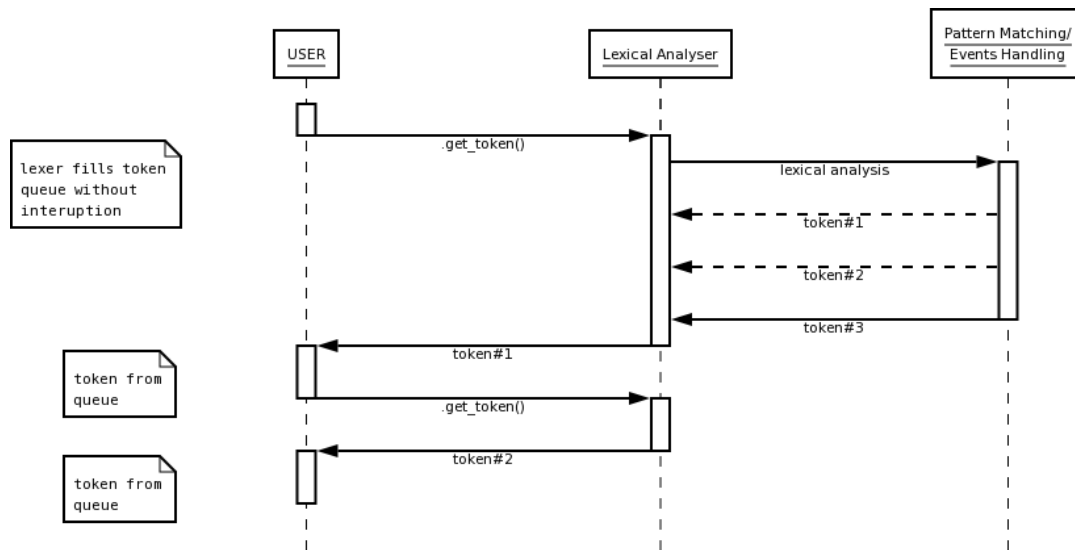 Pattern Matching/
USER
Lexical Analyser
Events Handling
.get_token()
lexer fills token
queue without
interuption
lexical analysis
token#1
token#2
token#3
token#1
token from
queue
.get_token()
token#2
token from
queue